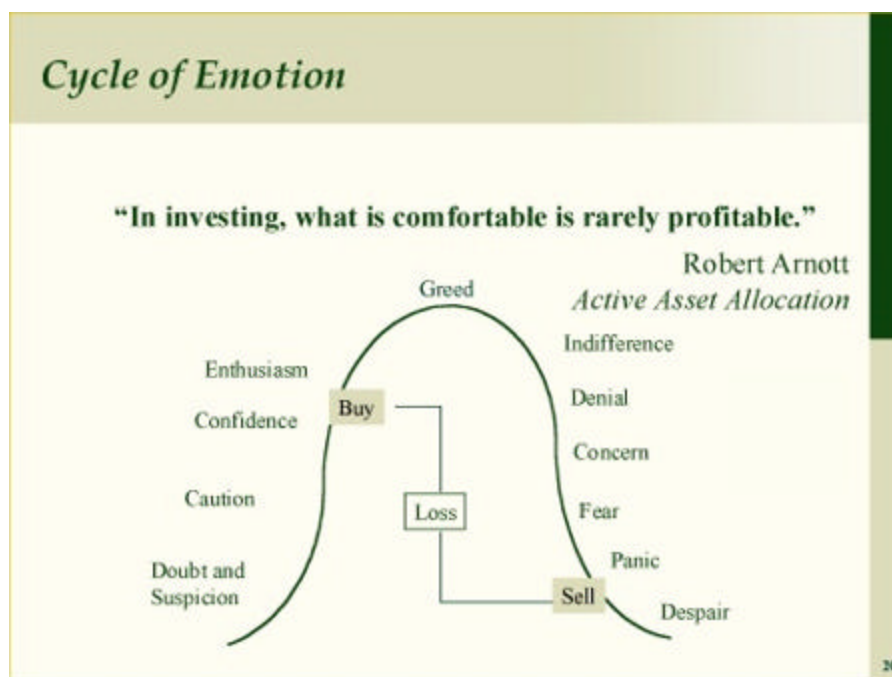 Cycle of Emotion
“In investing, what is comfortable is rarely profitable.”
Robert Arnott
Active Asset Allocation
Greed
Indifference
Enthusiasm
Denial
Buy
Confidence
Concern
Caution
Loss
Fear
Panic
Doubt and
Suspicion
Sell
Despair